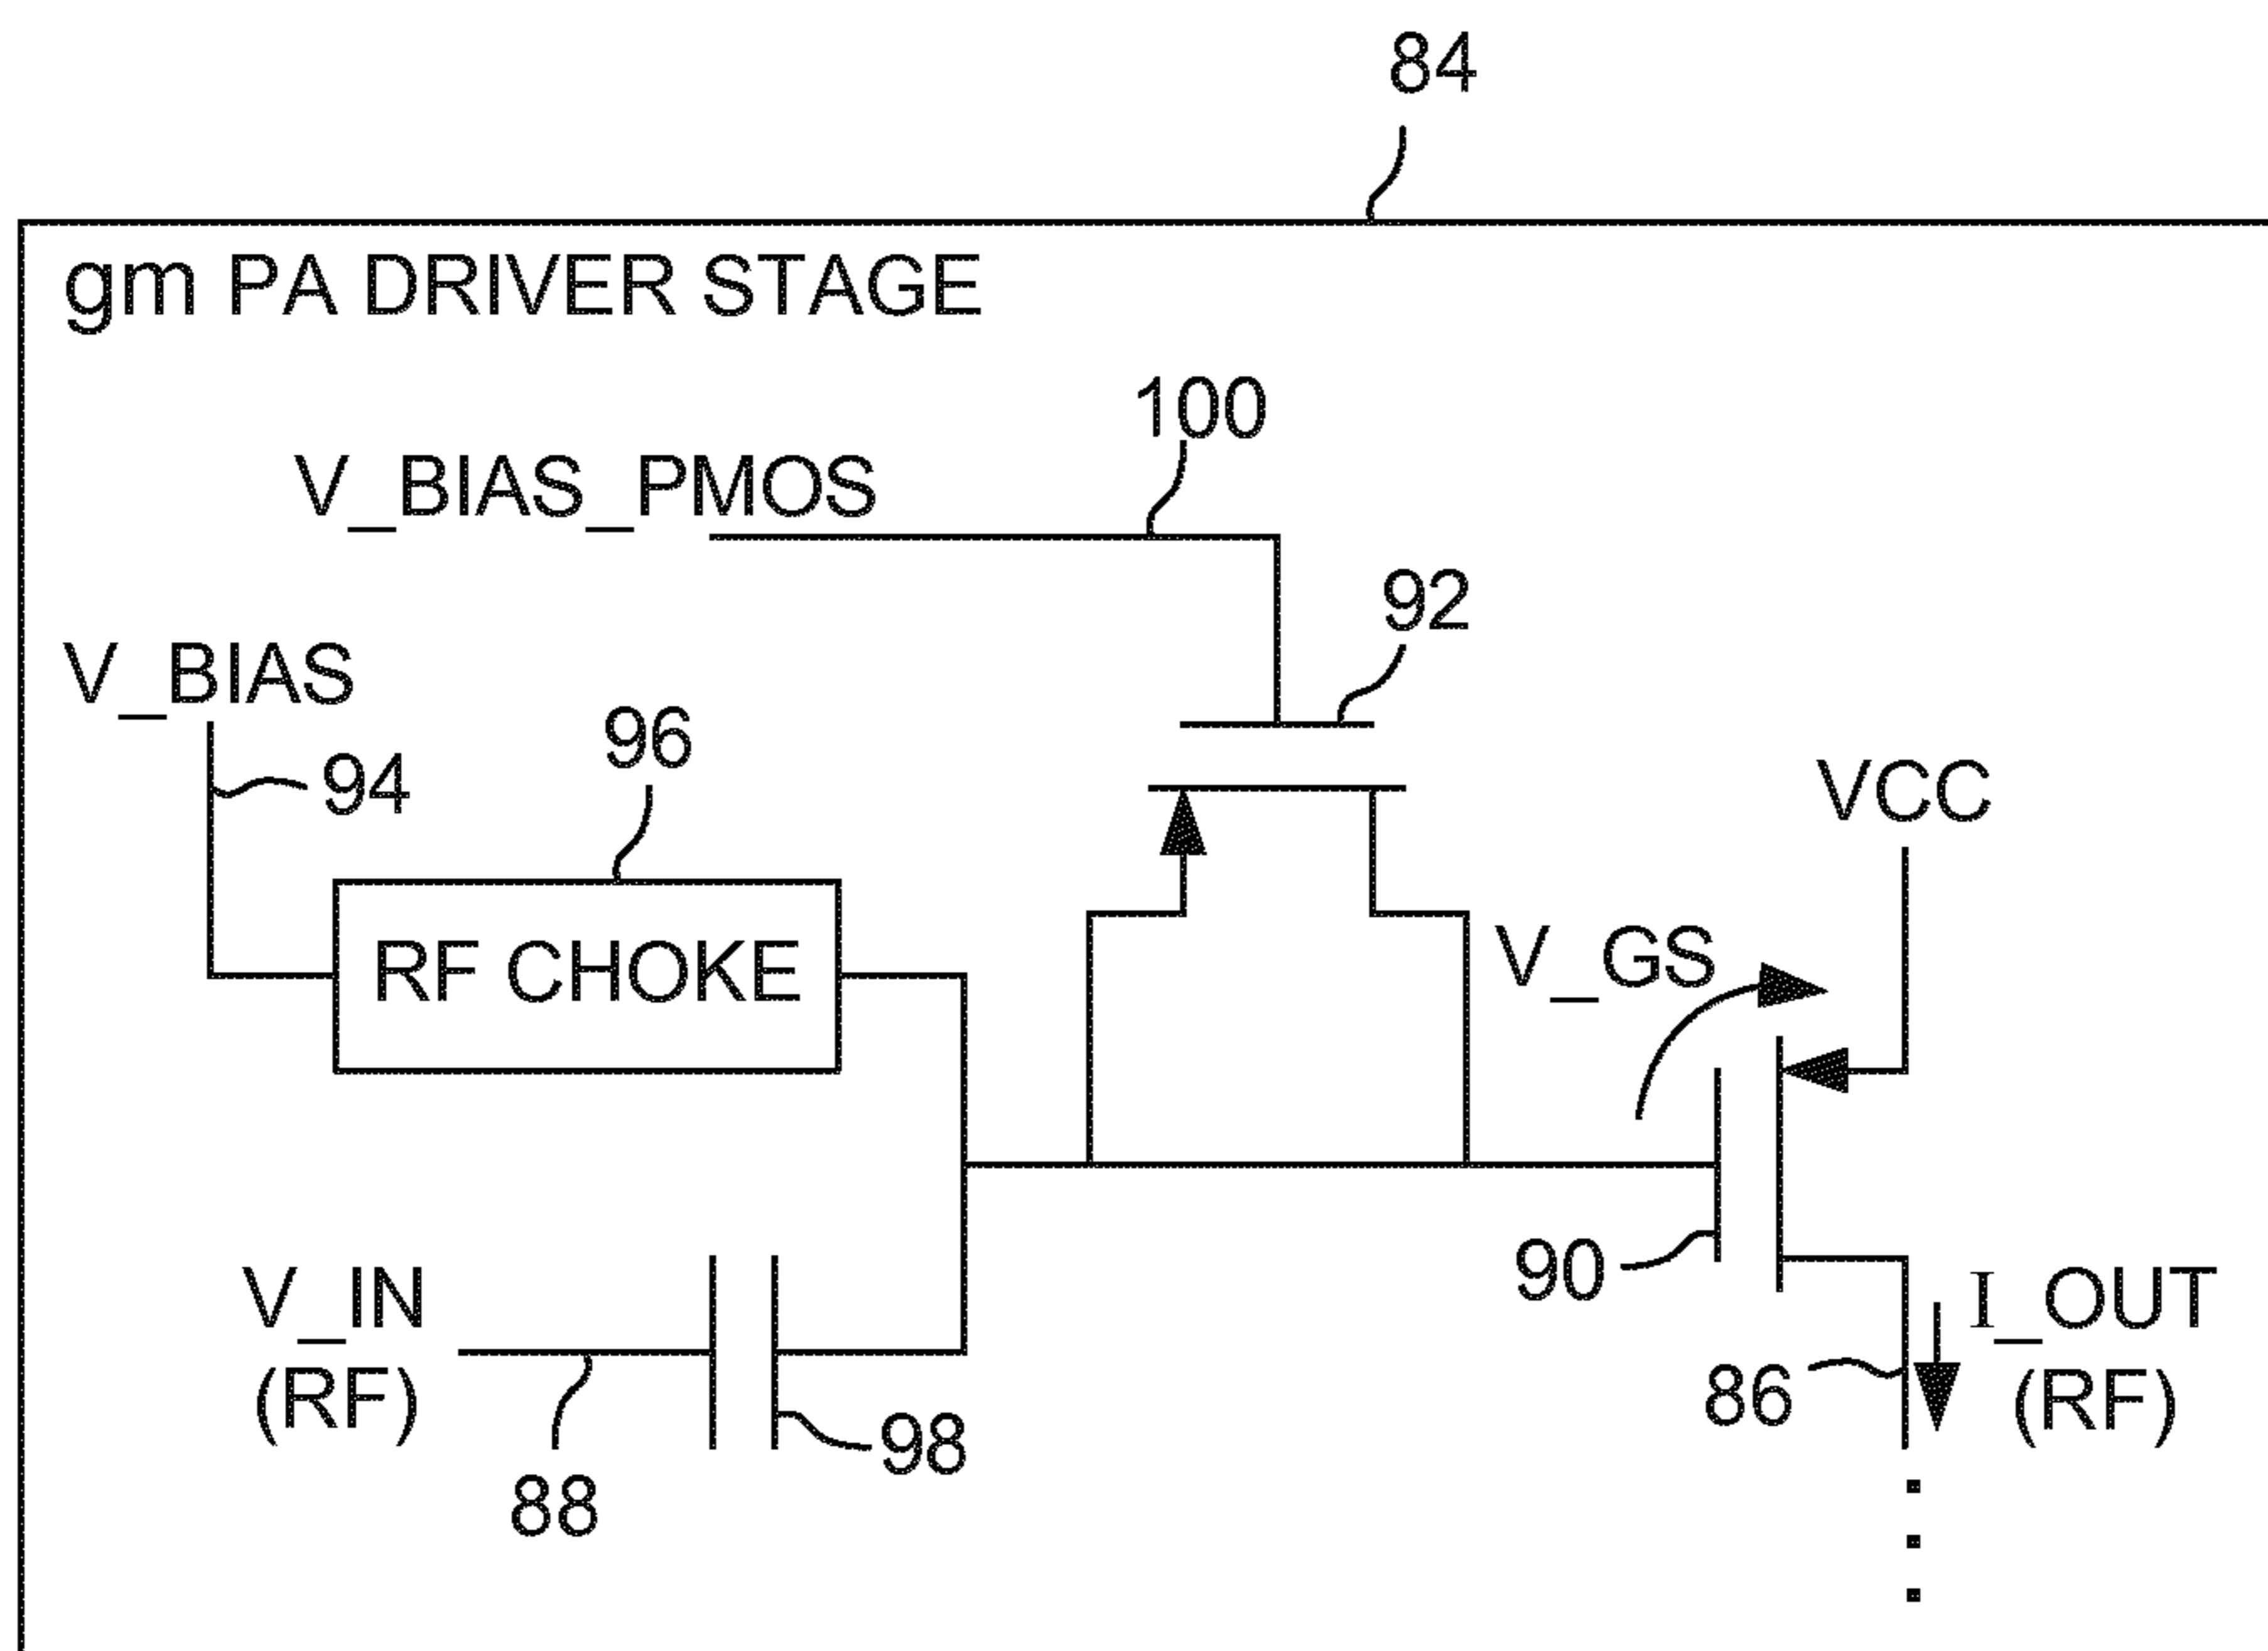 84
gm PA DRIVER STAGE
100
V_BIAS_PMOS
92
V_BIAS
96
94
VCC
RF CHOKE
V_GS
90
V_IN
(RF)
I_OUT
(RF)
86
98
88